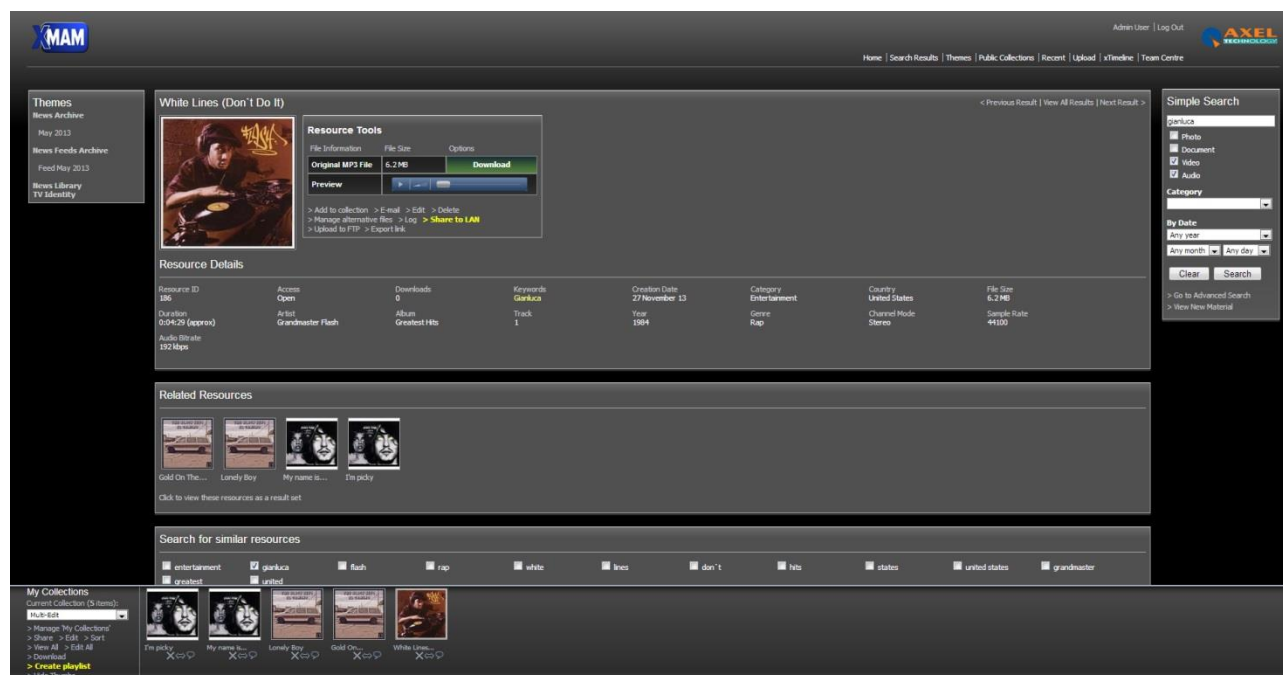 XMAM
Admin User | Log Out
AXEL
TECHNOLOGY
Home | Search Results | Themes | Public Collections | Recent | Upload | xTimeline | Team Centre
Themes
News Archive
May 2013
News Feeds Archive
Feed May 2013
News Library
TV Identity
White Lines (Don´t Do It)
< Previous Result | View All Results | Next Result >
Resource Tools
File Information File Size Options
Original MP3 File 6.2 MB Download
Preview
> Add to collection > E-mail > Edit > Delete
> Manage alternative files > Log > Share to LAN
> Upload to FTP > Export link
Resource Details
Resource ID Access Downloads Keywords Creation Date Category Country File Size
186 Open 0 Gianluca 27 November 13 Entertainment United States 6.2 MB
Duration Artist Album Track Year Genre Channel Mode Sample Rate
0:04:29 (approx) Grandmaster Flash Greatest Hits 1 1984 Rap Stereo 44100
Audio Bitrate
192 kbps
Simple Search
gianluca
Photo
Document
Video
Audio
Category
By Date
Any year
Any month Any day
Clear Search
> Go to Advanced Search
> View New Material
Related Resources
Gold On The... Lonely Boy My name is... I'm picky
Click to view these resources as a result set
Search for similar resources
entertainment gianluca flash rap white lines don´t hits states united states grandmaster
greatest united
My Collections
Current Collection (5 items):
Multi-Edit
> Manage 'My Collections'
> Share > Edit > Sort
> View All > Edit All
> Download
> Create playlist
> Hide Thumbs
I'm picky My name is... Lonely Boy Gold On... White Lines...